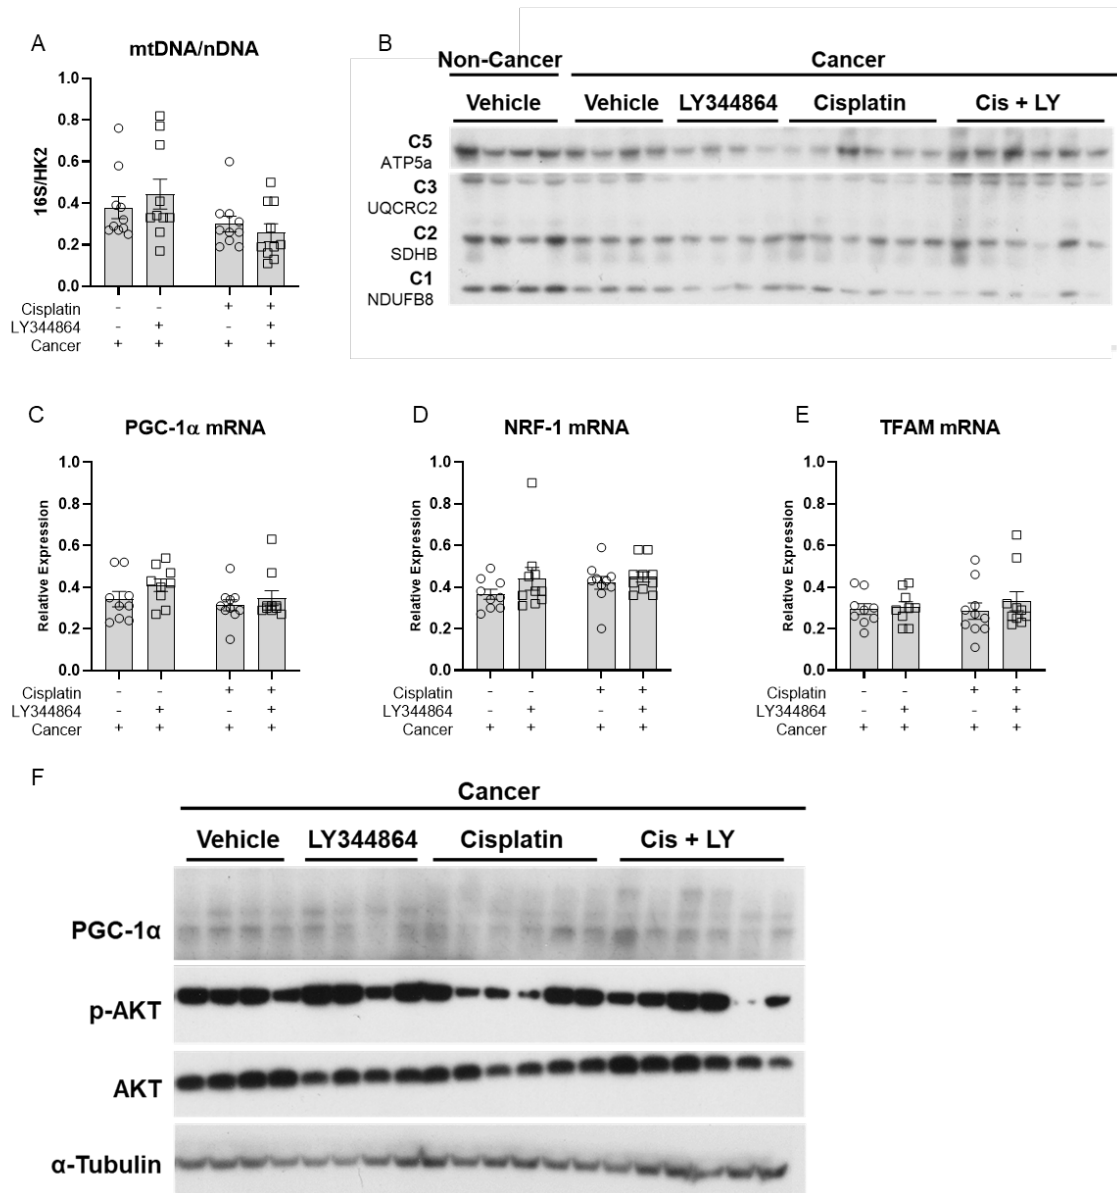 A
mtDNA/nDNA
1.0
0.8
0.6
0.4
0.2
0.0
16S/HK2
Cisplatin - - + +
LY344864 - + - +
Cancer + + + +
B
Non-Cancer Cancer
Vehicle Vehicle LY344864 Cisplatin Cis + LY
C5
ATP5a
C3
UQCRC2
C2
SDHB
C1
NDUFB8
C
PGC-1α mRNA
1.0
0.8
0.6
0.4
0.2
0.0
Relative Expression
Cisplatin - - + +
LY344864 - + - +
Cancer + + + +
D
NRF-1 mRNA
1.0
0.8
0.6
0.4
0.2
0.0
Relative Expression
Cisplatin - - + +
LY344864 - + - +
Cancer + + + +
E
TFAM mRNA
1.0
0.8
0.6
0.4
0.2
0.0
Relative Expression
Cisplatin - - + +
LY344864 - + - +
Cancer + + + +
F
Cancer
Vehicle LY344864 Cisplatin Cis + LY
PGC-1α
p-AKT
AKT
α-Tubulin